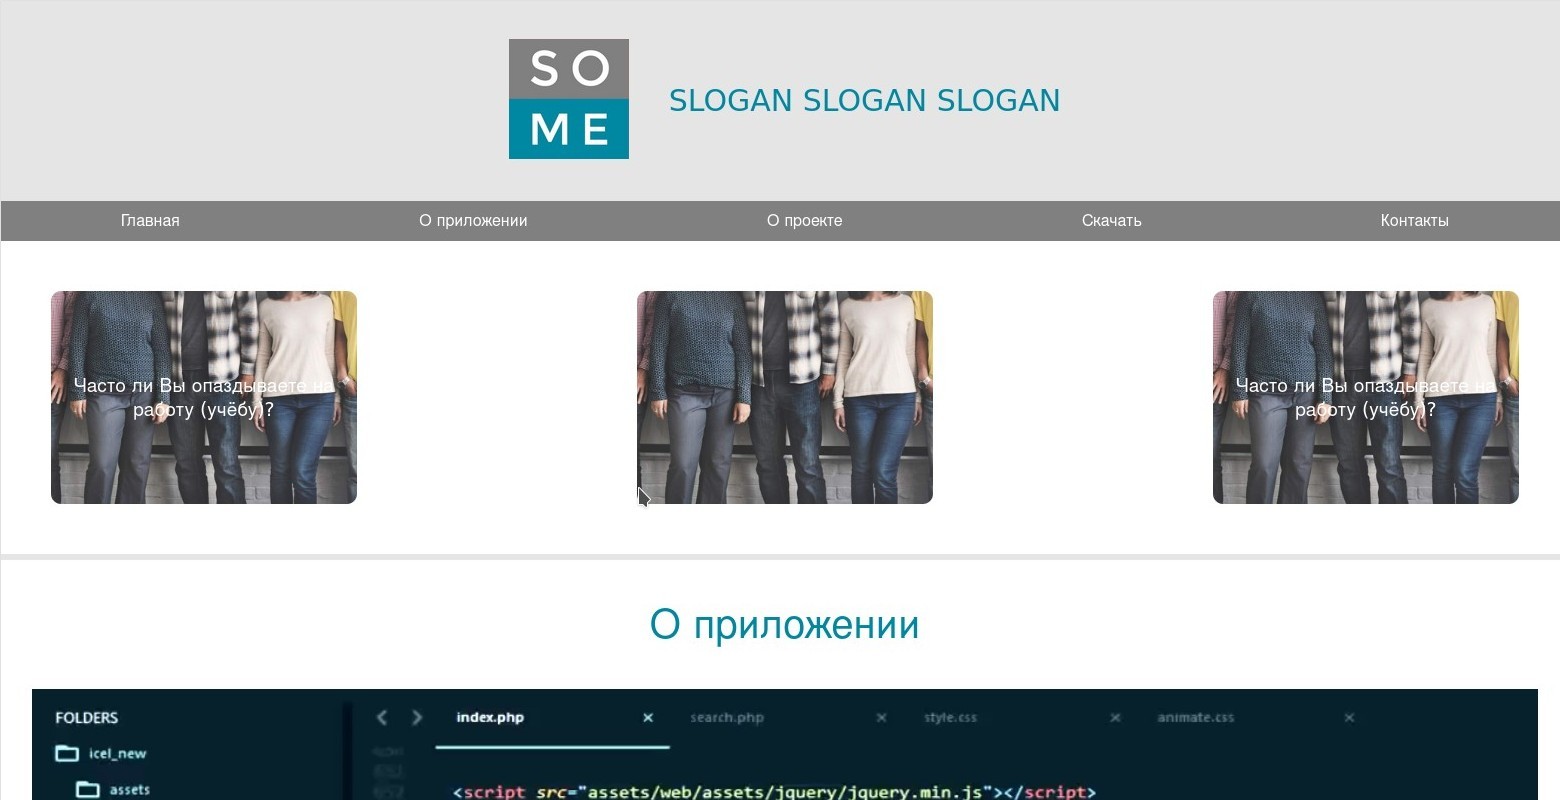 SO
ME
SLOGAN SLOGAN SLOGAN
Главная О приложении О проекте Скачать Контакты
Часто ли Вы опаздываете на
работу (учёбу)?
Часто ли Вы опаздываете на
работу (учёбу)?
О приложении
FOLDERS
index.php × search.php × style.css × animate.css ×
icel_new
assets
<script src="assets/web/assets/jquery/jquery.min.js"></script>